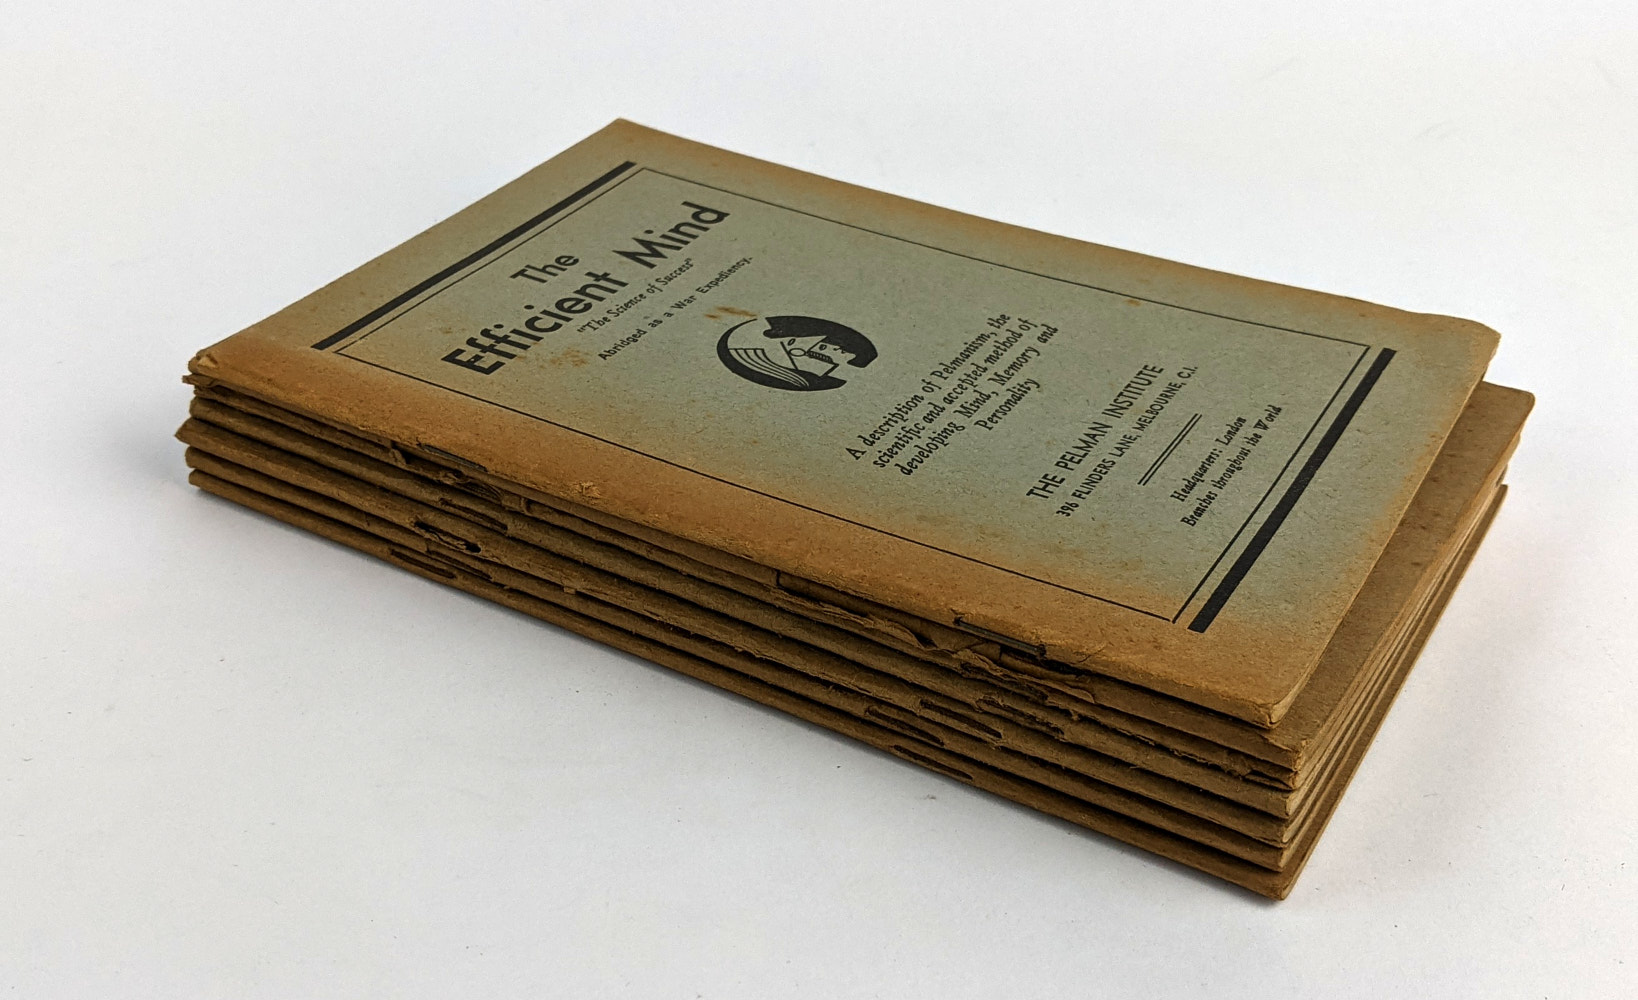 The
Efficient Mind
"The Science of Success"
Abridged as a War Expediency.
A description of Pelmanism, the
scientific and accepted method of
developing Mind, Memory and
Personality
THE PELMAN INSTITUTE
396 FLINDERS LANE, MELBOURNE, C.I.
Headquarters: London
Branches throughout the World